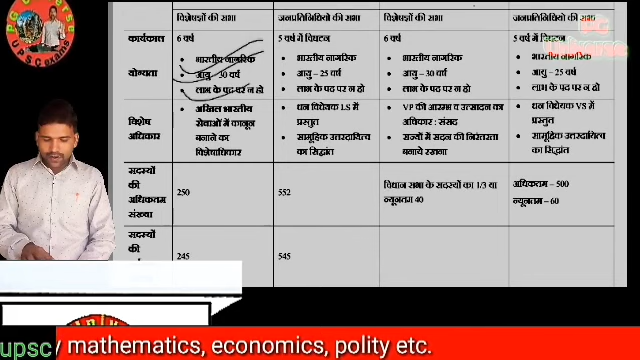 विशेषज्ञों की सभा
जनप्रतिनिधियो की सभा
विशेषज्ञों की सभा
जनप्रतिनिधियों की सभा
कार्यकाल
6 वर्ष
5 वर्ष में विघटन
6 वर्ष
5 वर्ष में विघटन
योग्यता
भारतीय नागरिक
आयु – 30 वर्ष
लाभ के पद पर न हो
भारतीय नागरिक
आयु – 25 वर्ष
लाभ के पद पर न हो
भारतीय नागरिक
आयु – 30 वर्ष
लाभ के पद पर न हो
भारतीय नागरिक
आयु – 25 वर्ष
लाभ के पद पर न हो
विशेष
अधिकार
अखिल भारतीय
सेवाओं में कानून
बनाने का
विशेषाधिकार
धन विधेयक LS में
प्रस्तुत
सामूहिक उत्तरदायित्व
का सिद्धांत
VP की आरम्भ व उत्सादन का
अधिकार : संसद
राज्यों में सदन की निरंतरता
बनाये रखना
धन विधेयक VS में
प्रस्तुत
सामूहिक उत्तरदायित्व
का सिद्धांत
सदस्यों
की
अधिकतम
संख्या
250
552
विधान सभा के सदस्यों का 1/3 या
न्यूनतम 40
अधिकतम – 500
न्यूनतम – 60
सदस्यों
की
245
545
UPSC exams
upsc
mathematics, economics, polity etc.